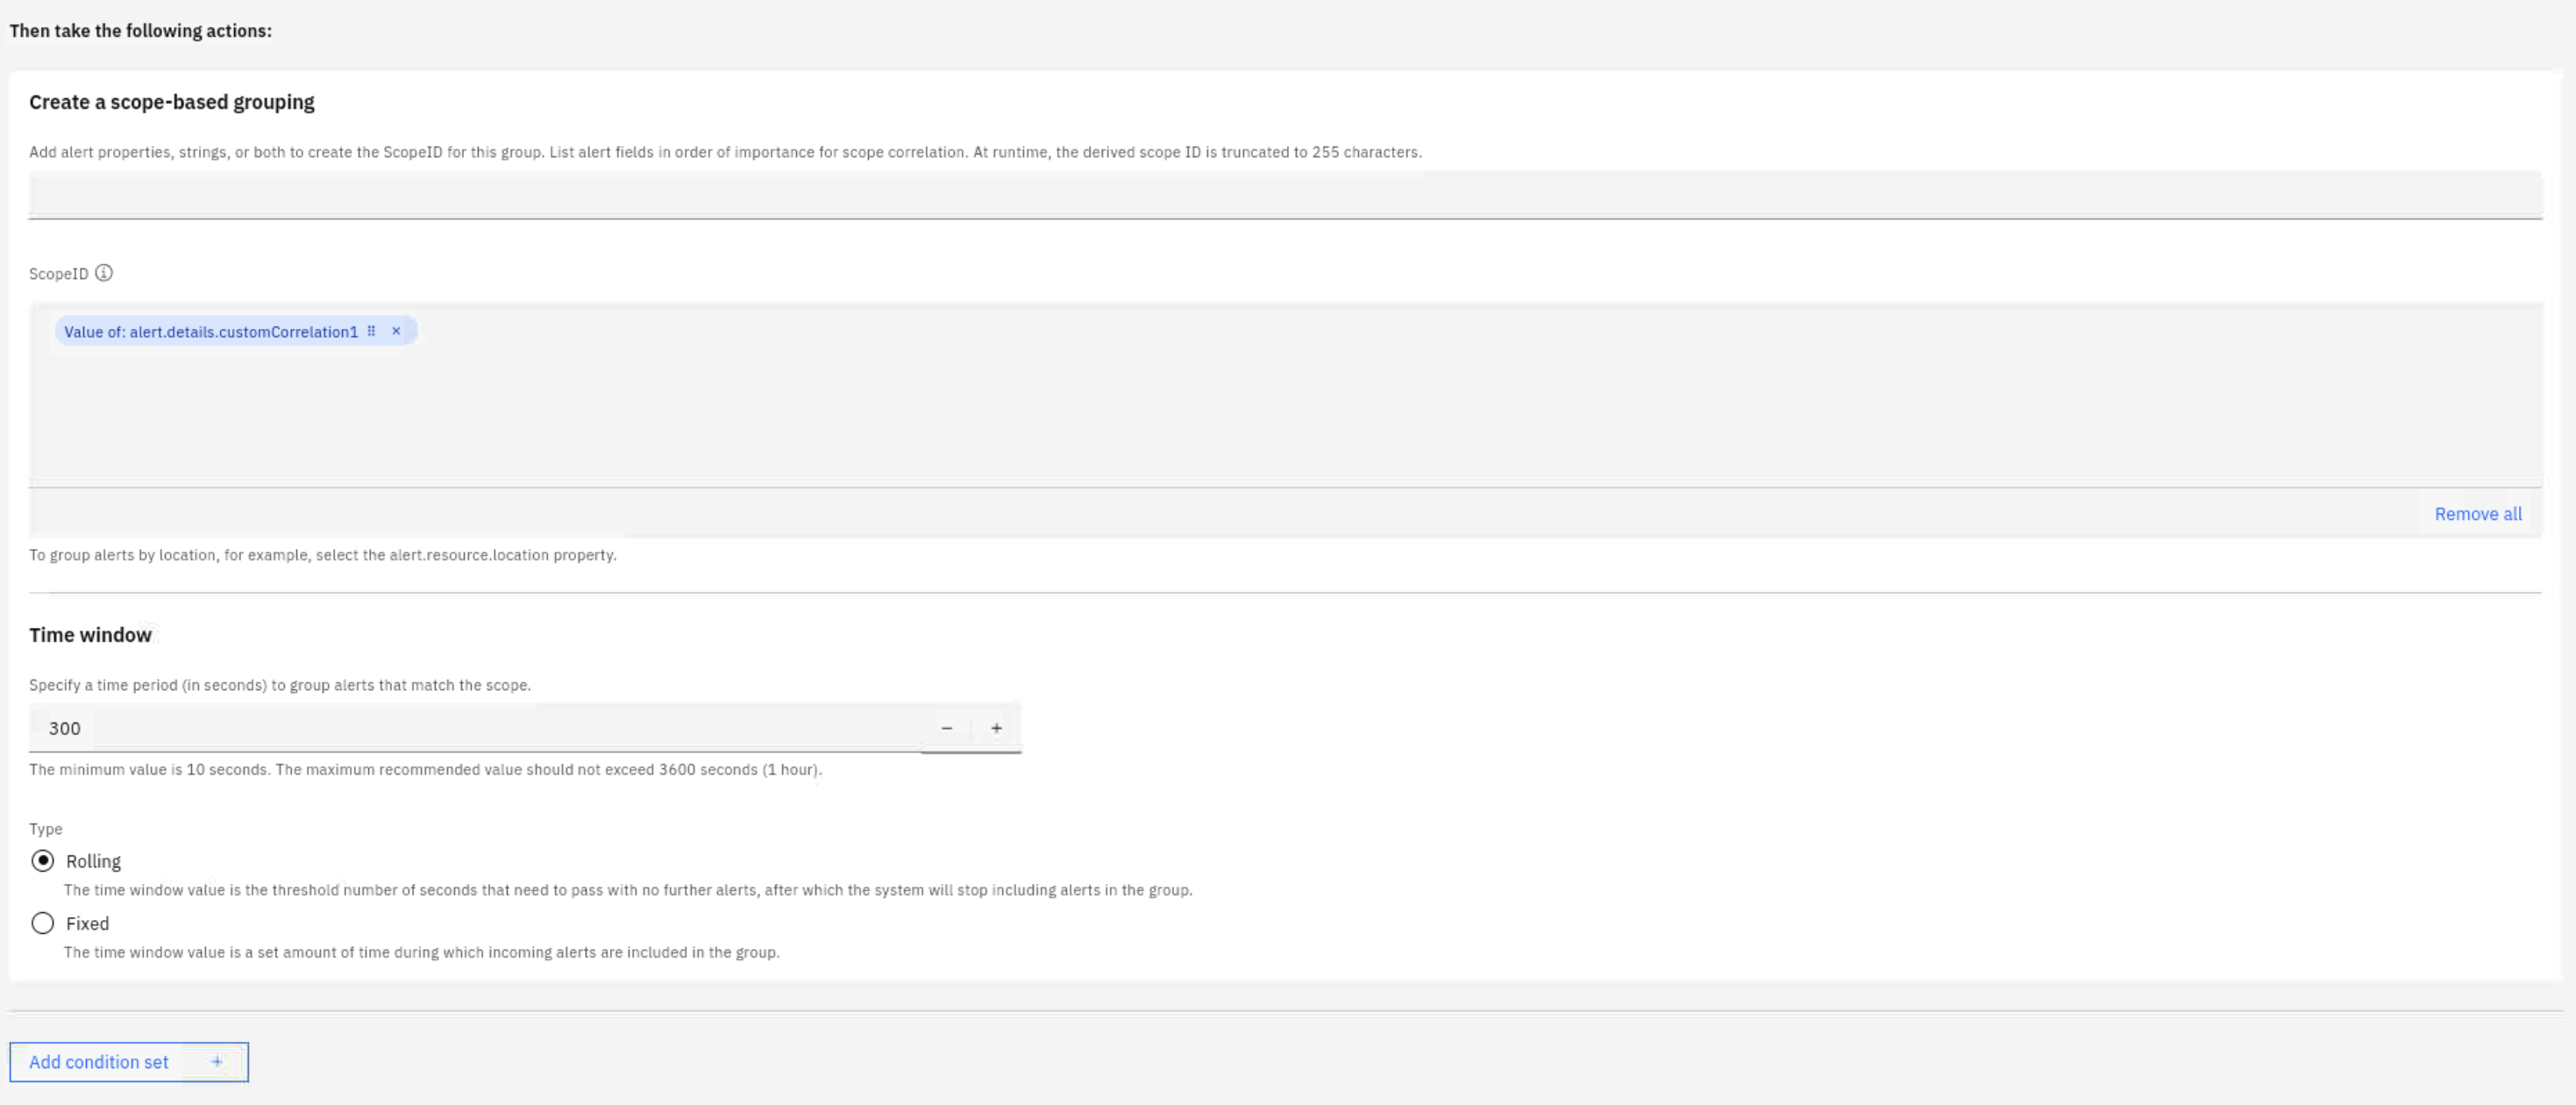 Then take the following actions:
Create a scope-based grouping
Add alert properties, strings, or both to create the ScopeID for this group. List alert fields in order of importance for scope correlation. At runtime, the derived scope ID is truncated to 255 characters.
ScopeID
Value of: alert.details.customCorrelation1
Remove all
To group alerts by location, for example, select the alert.resource.location property.
Time window
Specify a time period (in seconds) to group alerts that match the scope.
300
The minimum value is 10 seconds. The maximum recommended value should not exceed 3600 seconds (1 hour).
Type
Rolling
The time window value is the threshold number of seconds that need to pass with no further alerts, after which the system will stop including alerts in the group.
Fixed
The time window value is a set amount of time during which incoming alerts are included in the group.
Add condition set +